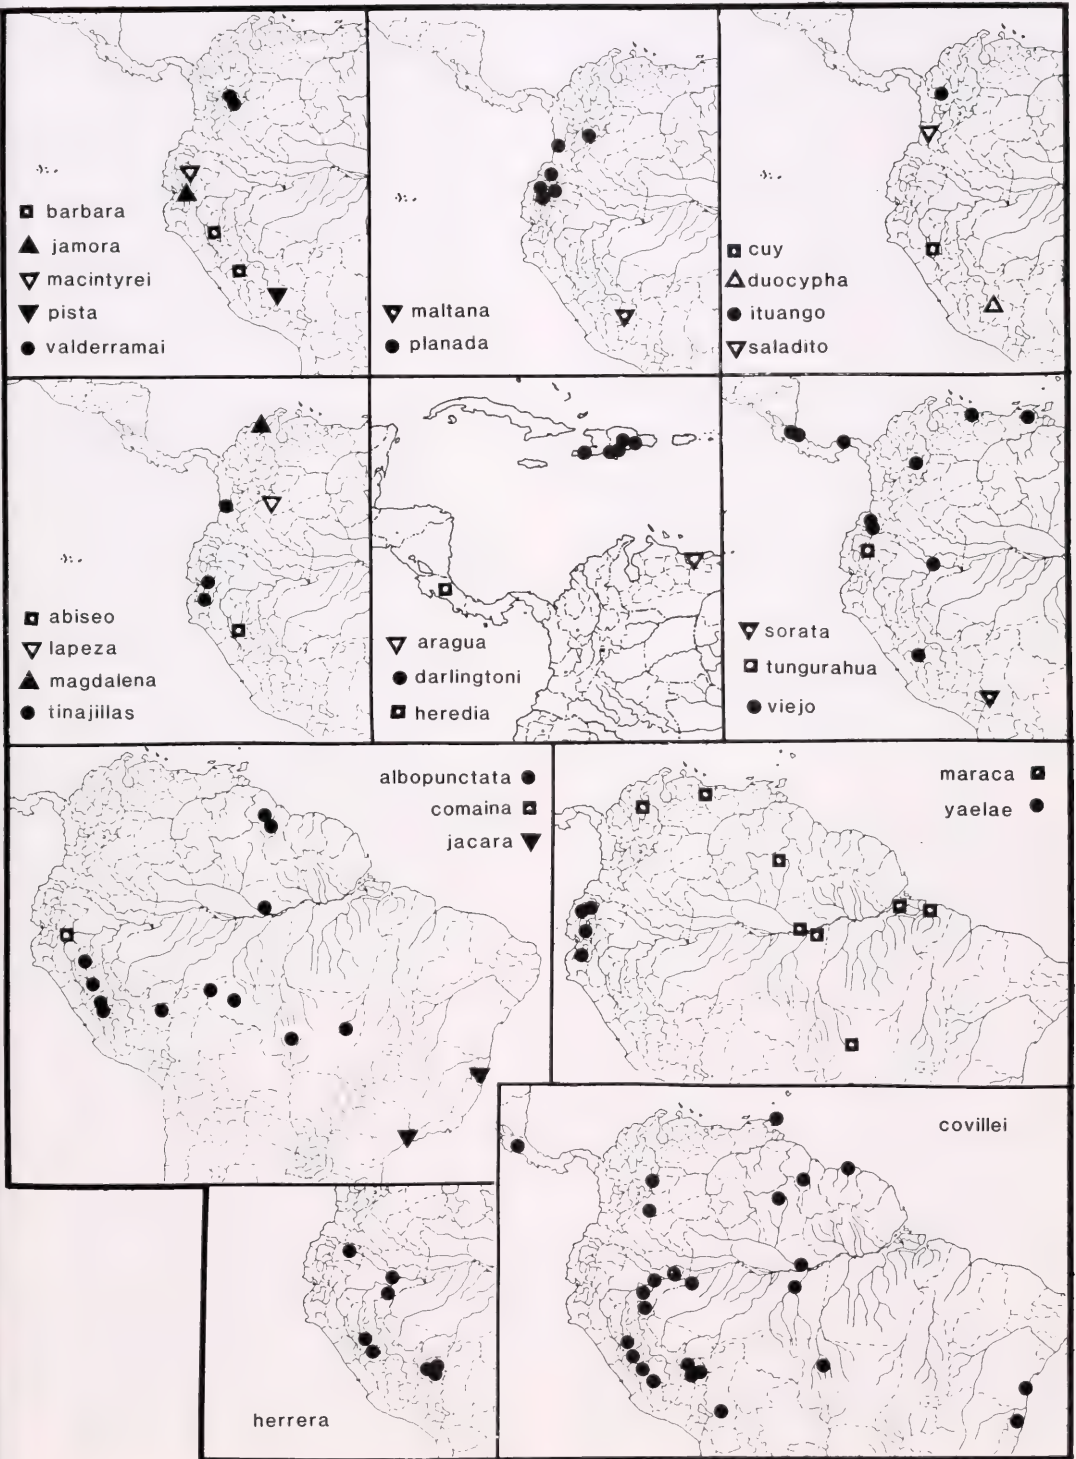 barbara
jamora
macintyrei
pista
valderramai
maltana
planada
cuy
duocypha
ituango
saladito
abiseo
lapeza
magdalena
tinajillas
aragua
darlingtoni
heredia
sorata
tungurahua
viejo
albopunctata
comaina
jacara
maraca
yaelae
covillei
herrera